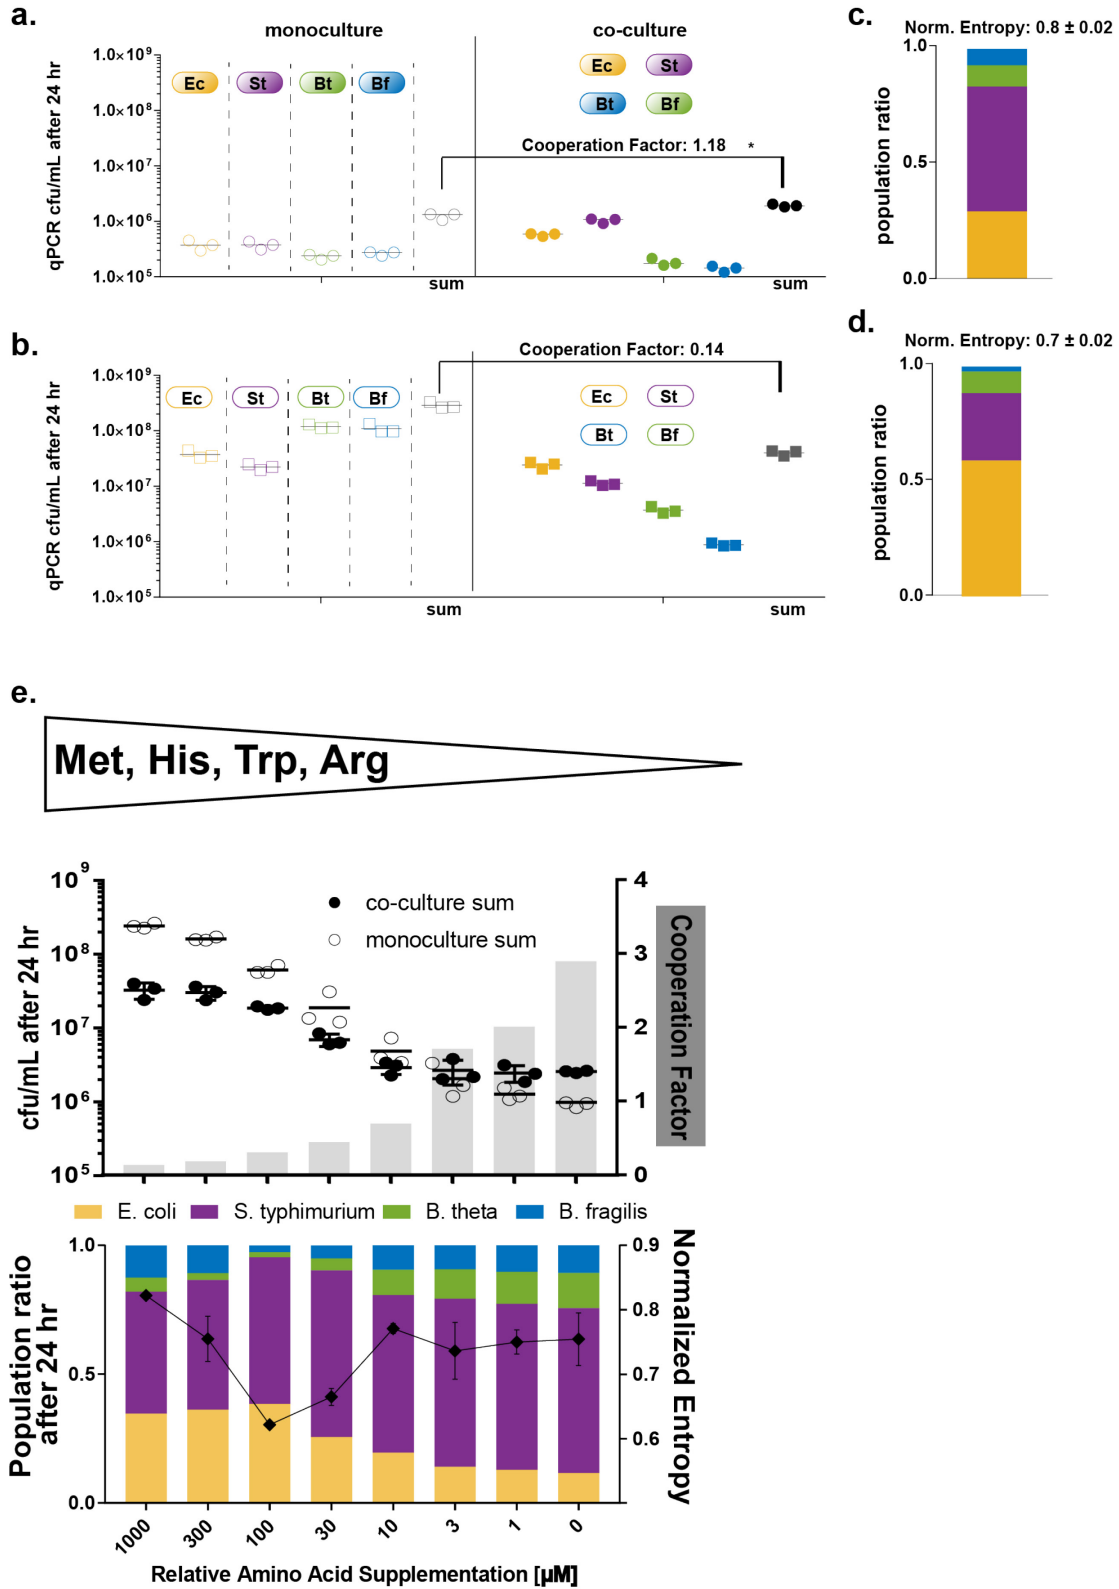 a.
monoculture
co-culture
qPCR cfu/mL after 24 hr
1.0×10⁹
1.0×10⁸
1.0×10⁷
1.0×10⁶
1.0×10⁵
Ec
St
Bt
Bf
Ec
St
Bt
Bf
Cooperation Factor: 1.18 *
sum
sum
c.
Norm. Entropy: 0.8 ± 0.02
population ratio
1.0
0.5
0.0
b.
qPCR cfu/mL after 24 hr
1.0×10⁹
1.0×10⁸
1.0×10⁷
1.0×10⁶
1.0×10⁵
Ec
St
Bt
Bf
Cooperation Factor: 0.14
Ec
St
Bt
Bf
sum
sum
d.
Norm. Entropy: 0.7 ± 0.02
population ratio
1.0
0.5
0.0
e.
Met, His, Trp, Arg
cfu/mL after 24 hr
10⁹
10⁸
10⁷
10⁶
10⁵
co-culture sum
monoculture sum
4
3
2
1
0
Cooperation Factor
E. coli
S. typhimurium
B. theta
B. fragilis
Population ratio
after 24 hr
1.0
0.5
0.0
0.9
0.8
0.7
0.6
Normalized Entropy
1000
300
100
30
10
3
1
0
Relative Amino Acid Supplementation [µM]